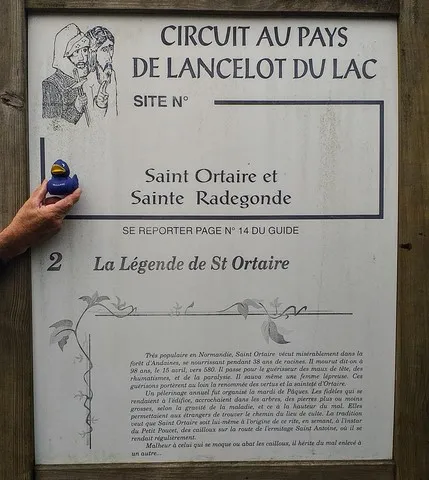 CIRCUIT AU PAYS
DE LANCELOT DU LAC
SITE N°
Saint Ortaire et
Sainte Radegonde
SE REPORTER PAGE N° 14 DU GUIDE
2 La Légende de St Ortaire
Très populaire en Normandie, Saint Ortaire vécut misérablement dans la
forêt d'Andaines, se nourrissant pendant 38 ans de racines. Il mourut dit-on à
98 ans, le 15 avril, vers 580. Il passe pour le guérisseur des maux de tête, des
rhumatismes, et de la paralysie. Il sauva même une femme lépreuse. Ces
guérisons portèrent au loin la renommée des vertus et la sainteté d'Ortaire.
Un pèlerinage annuel fut organisé le mardi de Pâques. Les fidèles qui se
rendaient à l'édifice, accrochaient dans les arbres, des pierres plus ou moins
grosses, selon la gravité de la maladie, et ce à la hauteur du mal. Elles
permettaient aux étrangers de trouver le chemin du lieu de culte. La tradition
veut que Saint Ortaire soit lui même à l'origine de ce rite, en semant, à l'instar
du Petit Poucet, des cailloux sur la route de l'ermitage Saint Antoine, où il se
rendait régulièrement.
Malheur à celui qui se moque ou abat les cailloux, il hérite du mal enlevé à
un autre...